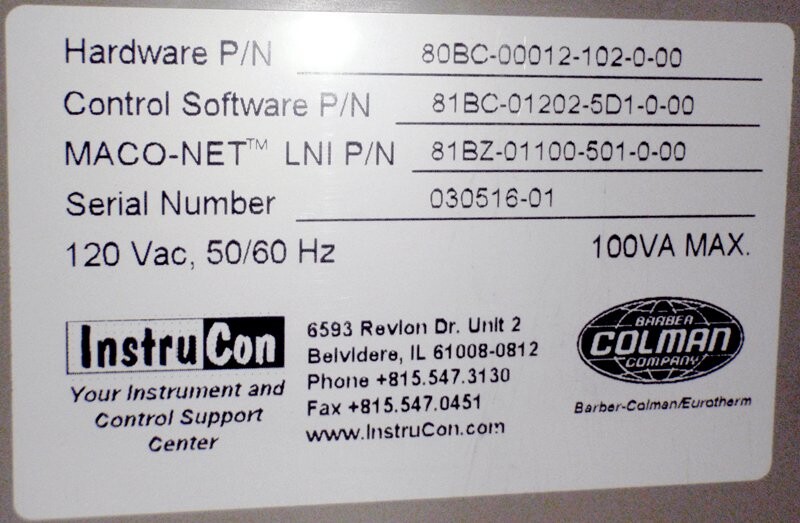 Hardware P/N 80BC-00012-102-0-00
Control Software P/N 81BC-01202-5D1-0-00
MACO-NET™ LNI P/N 81BZ-01100-501-0-00
Serial Number 030516-01
120 Vac, 50/60 Hz 100VA MAX.
InstruCon
Your Instrument and
Control Support
Center
6593 Revlon Dr. Unit 2
Belvidere, IL 61008-0812
Phone +815.547.3130
Fax +815.547.0451
www.InstruCon.com
BARBER
COLMAN
COMPANY
Barber-Colman/Eurotherm